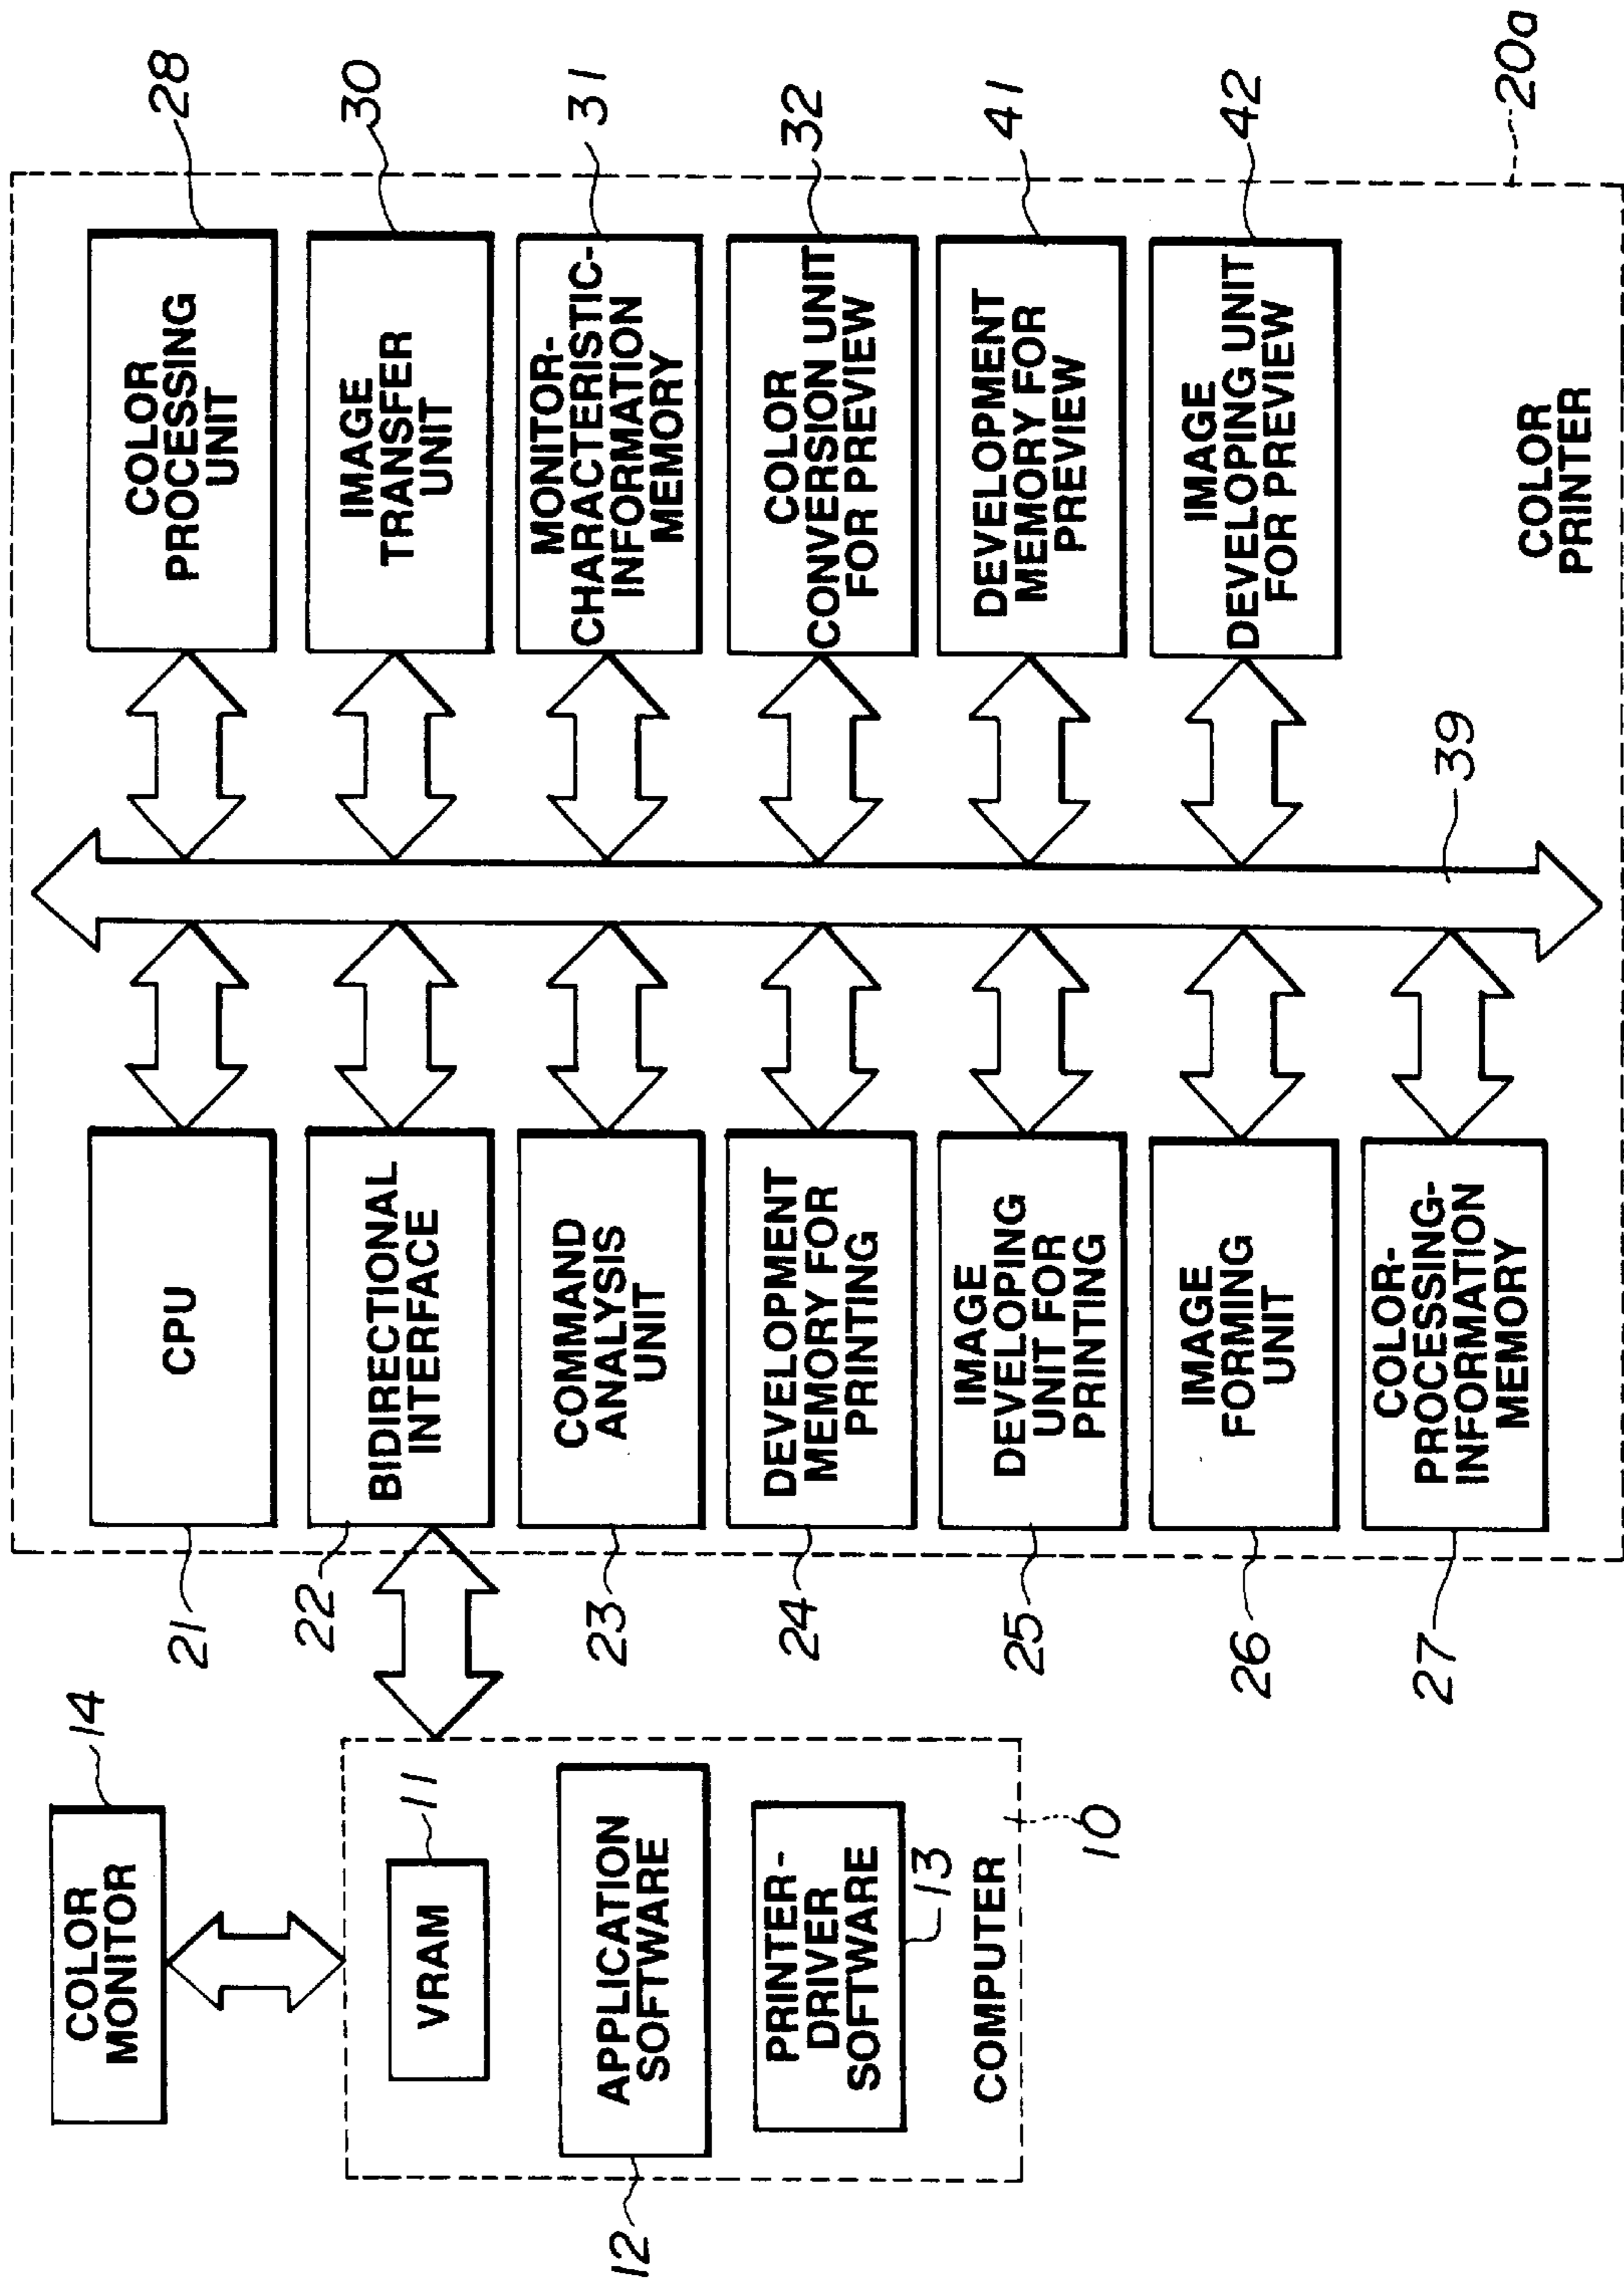 14
COLOR
MONITOR
11
VRAM
12
APPLICATION
SOFTWARE
PRINTER-
DRIVER
SOFTWARE
13
COMPUTER
10
21
CPU
22
BIDIRECTIONAL
INTERFACE
23
COMMAND
ANALYSIS
UNIT
24
DEVELOPMENT
MEMORY FOR
PRINTING
25
IMAGE
DEVELOPING
UNIT FOR
PRINTING
26
IMAGE
FORMING
UNIT
27
COLOR-
PROCESSING-
INFORMATION
MEMORY
39
COLOR
PROCESSING
UNIT
28
IMAGE
TRANSFER
UNIT
30
MONITOR-
CHARACTERISTIC-
INFORMATION
MEMORY
31
COLOR
CONVERSION UNIT
FOR PREVIEW
32
DEVELOPMENT
MEMORY FOR
PREVIEW
41
IMAGE
DEVELOPING UNIT
FOR PREVIEW
42
COLOR
PRINTER
20a